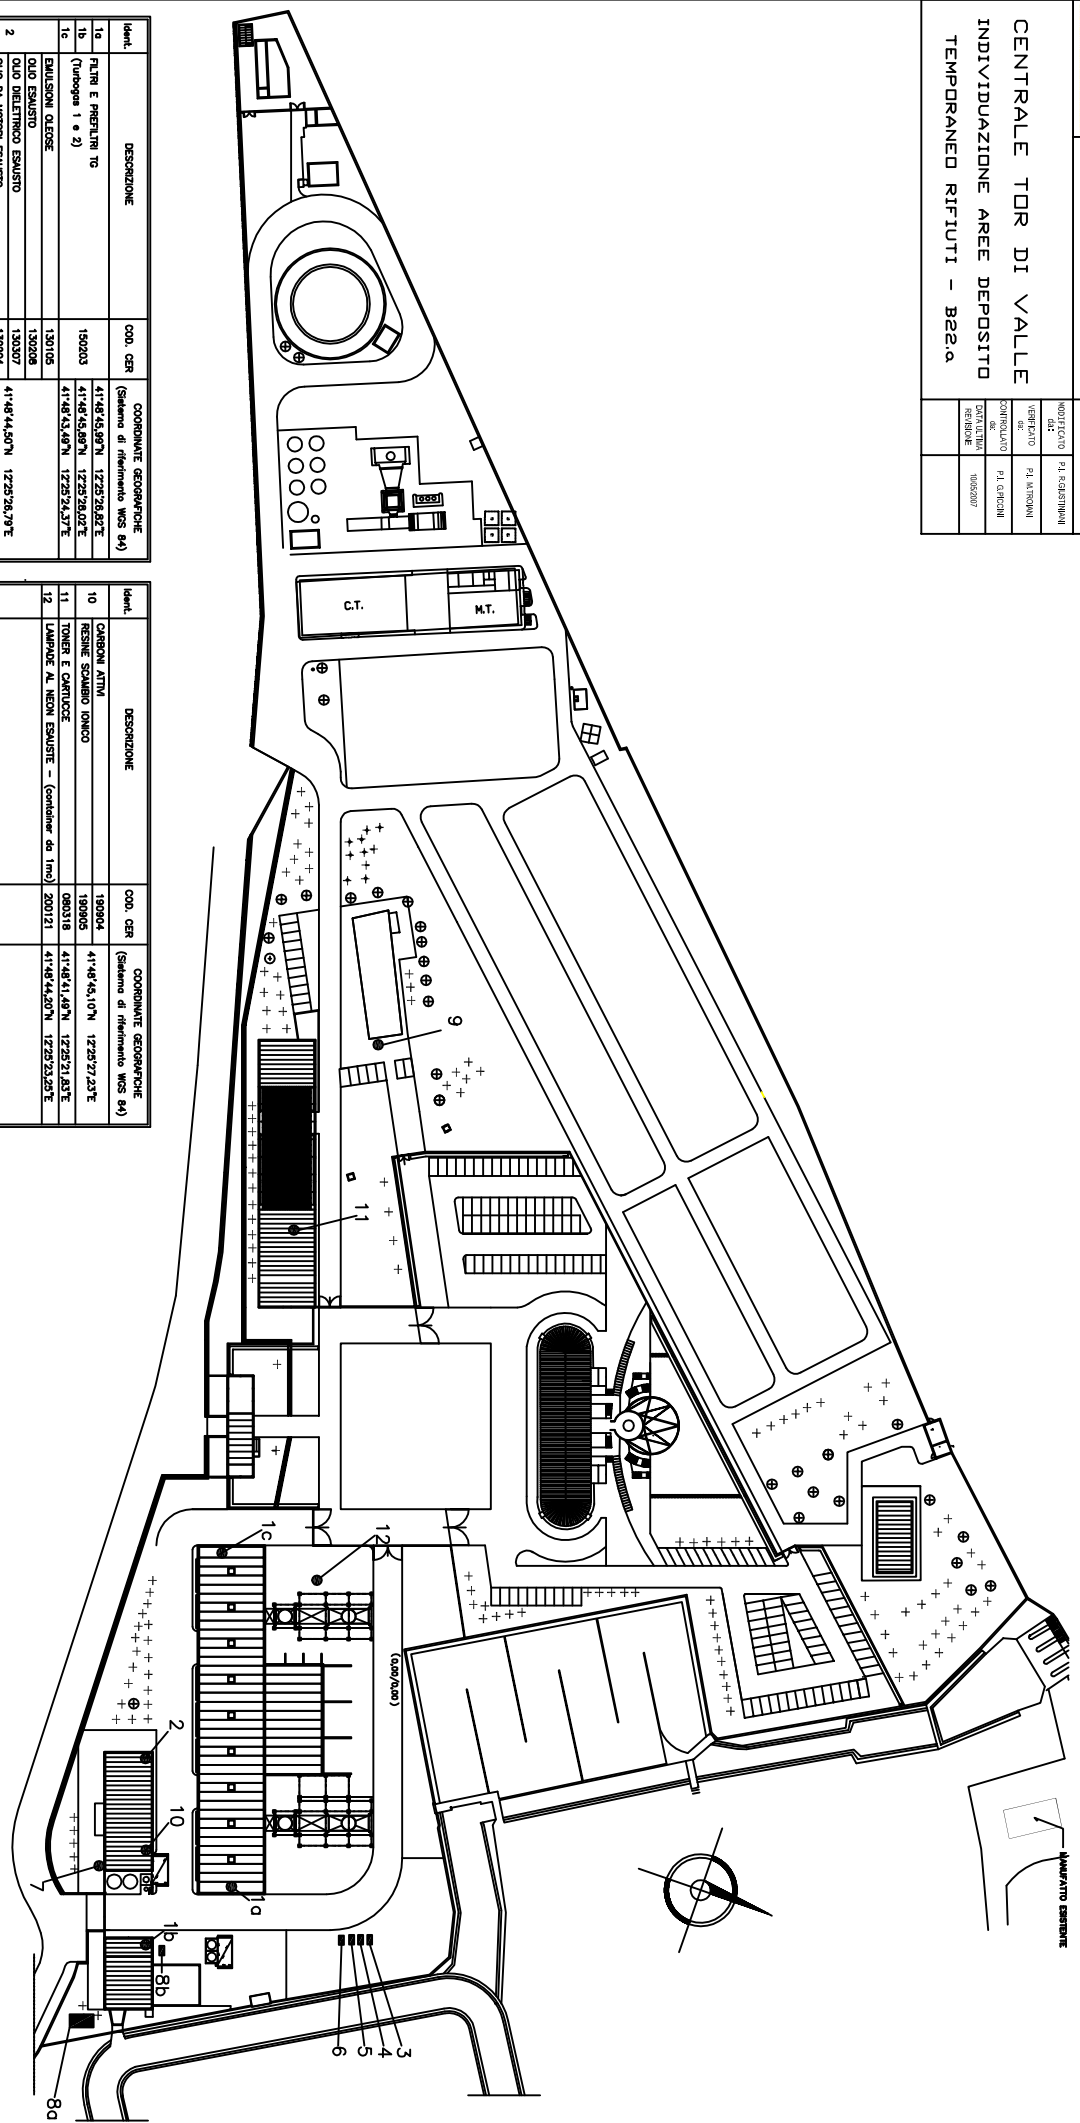 CENTRALE TOR DI VALLE
INDIVIDUAZIONE AREE DEPOSITO
TEMPORANEO RIFIUTI - B22.a
MODIFICATO da: P.I. R.GIUSTINIANI
VERIFICATO da: P.I. M.TROJANI
CONTROLLATO da: P.I. G.PICCINI
DATA ULTIMA REVISIONE 10/05/2007
Ident. DESCRIZIONE COD. CER COORDINATE GEOGRAFICHE
(Sistema di riferimento WGS 84)
1a FILTRI E PREFILTRI TG 41°48'45,99"N 12°25'26,82"E
1b (Turbogas 1 e 2) 150203 41°48'45,89"N 12°25'28,02"E
1c 41°48'43,49"N 12°25'24,37"E
EMULSIONI OLEOSE 130105
OLIO ESAUSTO 130208
2 OLIO DIELETTRICO ESAUSTO 130307 41°48'44,50"N 12°25'26,79"E
Ident. DESCRIZIONE COD. CER COORDINATE GEOGRAFICHE
(Sistema di riferimento WGS 84)
10 CARBONI ATTIVI 190904
RESINE SCAMBIO IONICO 190905 41°48'45,10"N 12°25'27,23"E
11 TONER E CARTUCCE 080318 41°48'41,49"N 12°25'21,83"E
12 LAMPADE AL NEON ESAUSTE - (container da 1mc) 200121 41°48'44,20"N 12°25'23,25"E
C.T.
M.T.
9
11
1c
12
(0,00/0,00)
2
10
7
1a
1b
8b
8a
3
4
5
6
MANUFATTO ESISTENTE